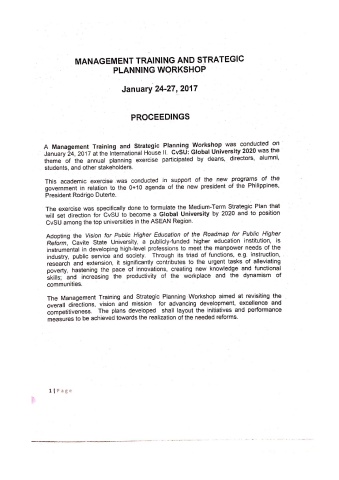 MANAGEMENT TRAINING AND STRATEGIC
PLANNING WORKSHOP
January 24-27, 2017
PROCEEDINGS
A Management Training and Strategic Planning Workshop was conducted on
January 24, 2017 at the International House II. CvSU: Global University 2020 was the
theme of the annual planning exercise participated by deans, directors, alumni,
students, and other stakeholders.
This academic exercise was conducted in support of the new programs of the
government in relation to the 0+10 agenda of the new president of the Philippines,
President Rodrigo Duterte.
The exercise was specifically done to formulate the Medium-Term Strategic Plan that
will set direction for CvSU to become a Global University by 2020 and to position
CvSU among the top universities in the ASEAN Region.
Adopting the Vision for Public Higher Education of the Roadmap for Public Higher
Reform, Cavite State University, a publicly-funded higher education institution, is
instrumental in developing high-level professions to meet the manpower needs of the
industry, public service and society. Through its triad of functions, e.g. instruction,
research and extension, it significantly contributes to the urgent tasks of alleviating
poverty, hastening the pace of innovations, creating new knowledge and functional
skills; and increasing the productivity of the workplace and the dynamism of
communities.
The Management Training and Strategic Planning Workshop aimed at revisiting the
overall directions, vision and mission for advancing development, excellence and
competitiveness. The plans developed shall layout the initiatives and performance
measures to be achieved towards the realization of the needed reforms.
1 | P a g e